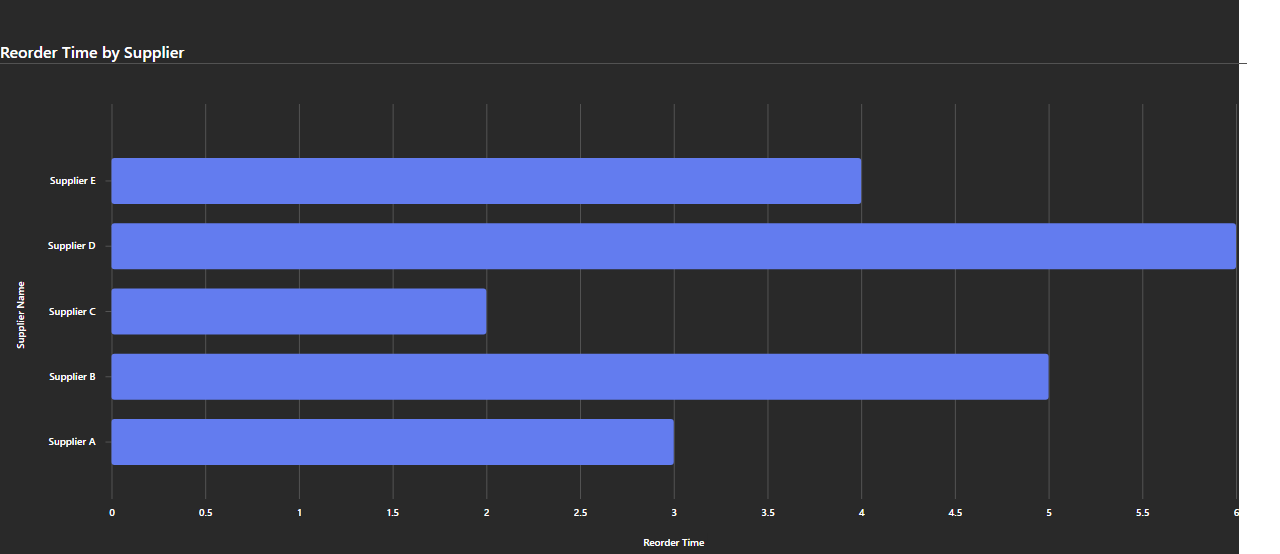 Reorder Time by Supplier
Supplier E
Supplier D
Supplier C
Supplier B
Supplier A
Supplier Name
0 0.5 1 1.5 2 2.5 3 3.5 4 4.5 5 5.5 6
Reorder Time